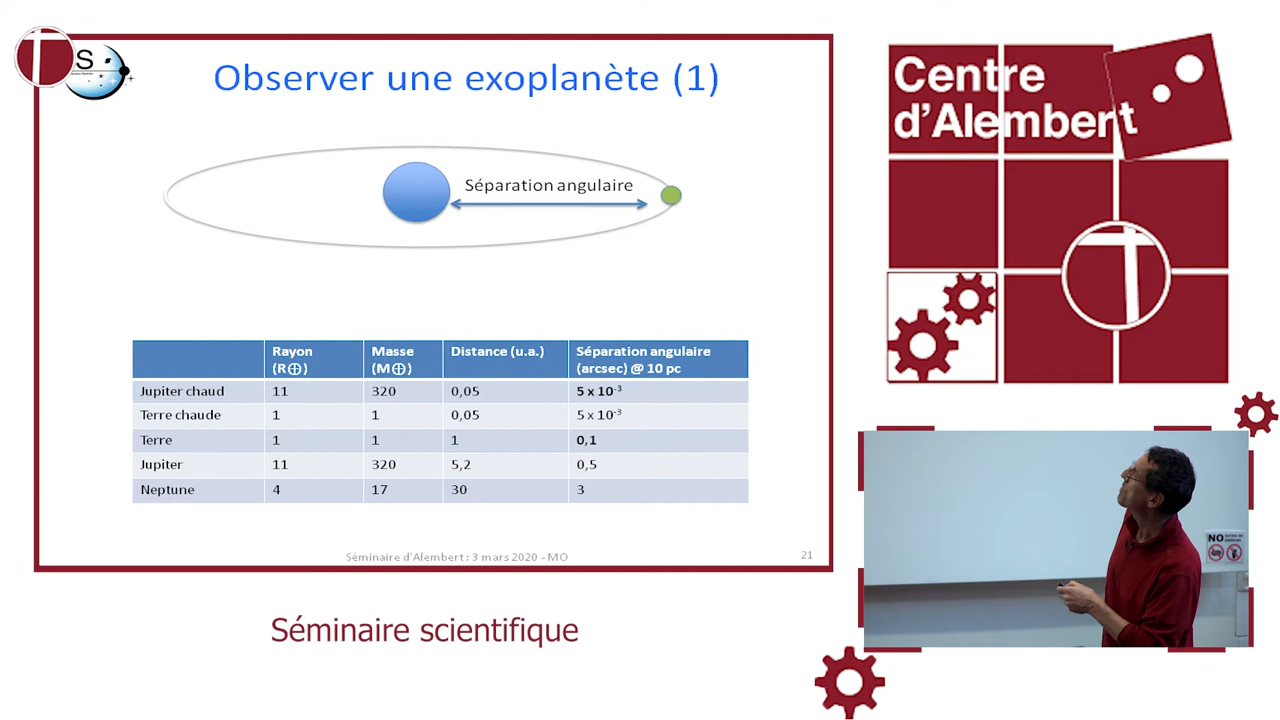 S
Observer une exoplanète (1)
Séparation angulaire
Rayon (R⨁) Masse (M⨁) Distance (u.a.) Séparation angulaire (arcsec) @ 10 pc
Jupiter chaud 11 320 0,05 5 x 10⁻³
Terre chaude 1 1 0,05 5 x 10⁻³
Terre 1 1 1 0,1
Jupiter 11 320 5,2 0,5
Neptune 4 17 30 3
Séminaire d'Alembert : 3 mars 2020 - MO
21
Séminaire scientifique
Centre
d'Alembert
NO